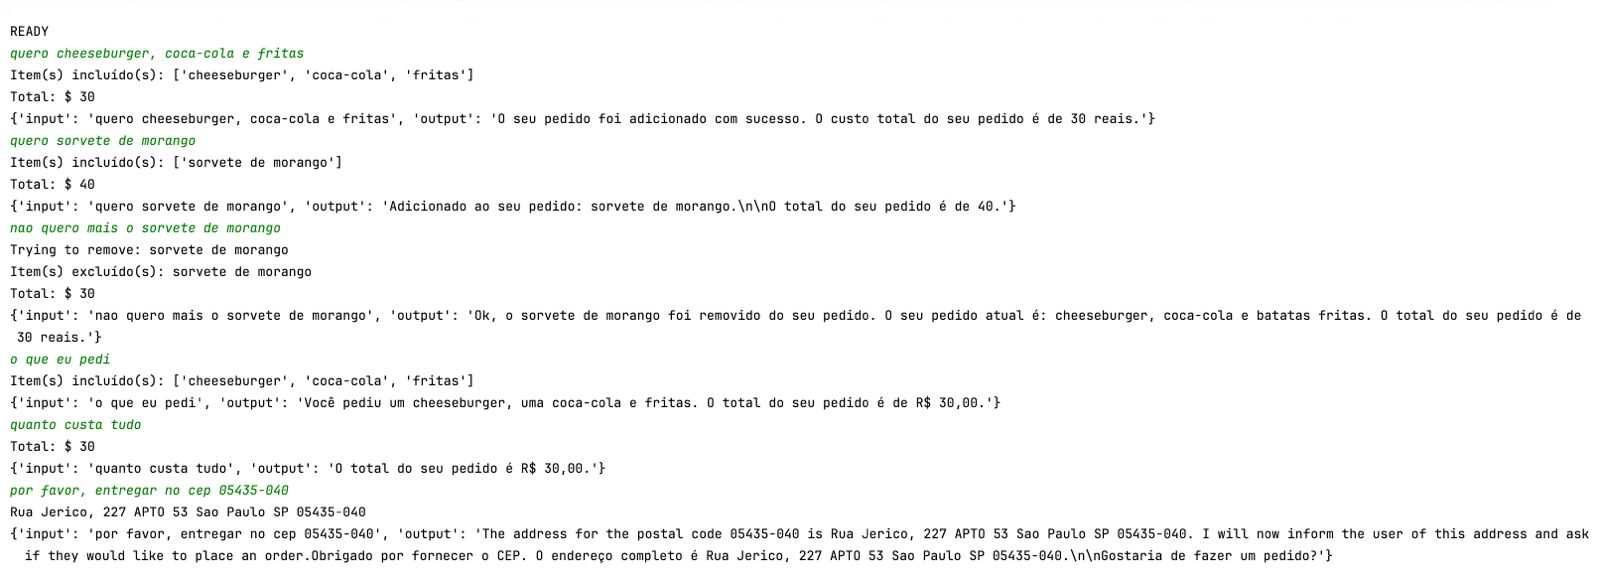 READY
quero cheeseburger, coca-cola e fritas
Item(s) incluído(s): ['cheeseburger', 'coca-cola', 'fritas']
Total: $ 30
{'input': 'quero cheeseburger, coca-cola e fritas', 'output': 'O seu pedido foi adicionado com sucesso. O custo total do seu pedido é de 30 reais.'}
quero sorvete de morango
Item(s) incluído(s): ['sorvete de morango']
Total: $ 40
{'input': 'quero sorvete de morango', 'output': 'Adicionado ao seu pedido: sorvete de morango.\n\nO total do seu pedido é de 40.'}
nao quero mais o sorvete de morango
Trying to remove: sorvete de morango
Item(s) excluído(s): sorvete de morango
Total: $ 30
{'input': 'nao quero mais o sorvete de morango', 'output': 'Ok, o sorvete de morango foi removido do seu pedido. O seu pedido atual é: cheeseburger, coca-cola e batatas fritas. O total do seu pedido é de
30 reais.'}
o que eu pedi
Item(s) incluído(s): ['cheeseburger', 'coca-cola', 'fritas']
{'input': 'o que eu pedi', 'output': 'Você pediu um cheeseburger, uma coca-cola e fritas. O total do seu pedido é de R$ 30,00.'}
quanto custa tudo
Total: $ 30
{'input': 'quanto custa tudo', 'output': 'O total do seu pedido é R$ 30,00.'}
por favor, entregar no cep 05435-040
Rua Jerico, 227 APTO 53 Sao Paulo SP 05435-040
{'input': 'por favor, entregar no cep 05435-040', 'output': 'The address for the postal code 05435-040 is Rua Jerico, 227 APTO 53 Sao Paulo SP 05435-040. I will now inform the user of this address and ask
if they would like to place an order.Obrigado por fornecer o CEP. O endereço completo é Rua Jerico, 227 APTO 53 Sao Paulo SP 05435-040.\n\nGostaria de fazer um pedido?'}